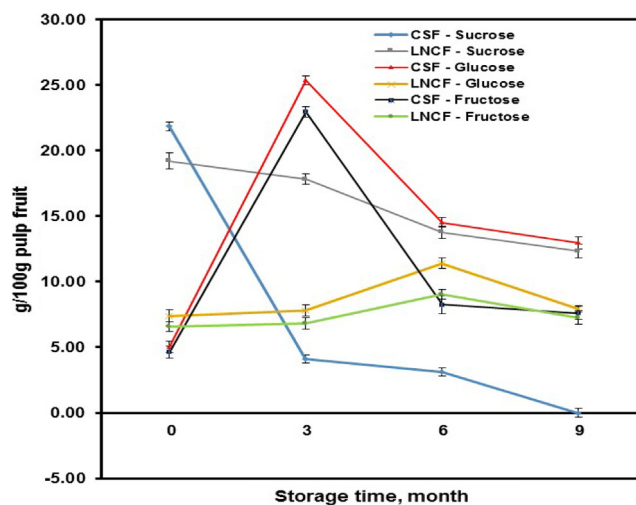 30.00
25.00
20.00
15.00
10.00
5.00
0.00
-5.00
g/100g pulp fruit
CSF - Sucrose
LNCF - Sucrose
CSF - Glucose
LNCF - Glucose
CSF - Fructose
LNCF - Fructose
0 3 6 9
Storage time, month